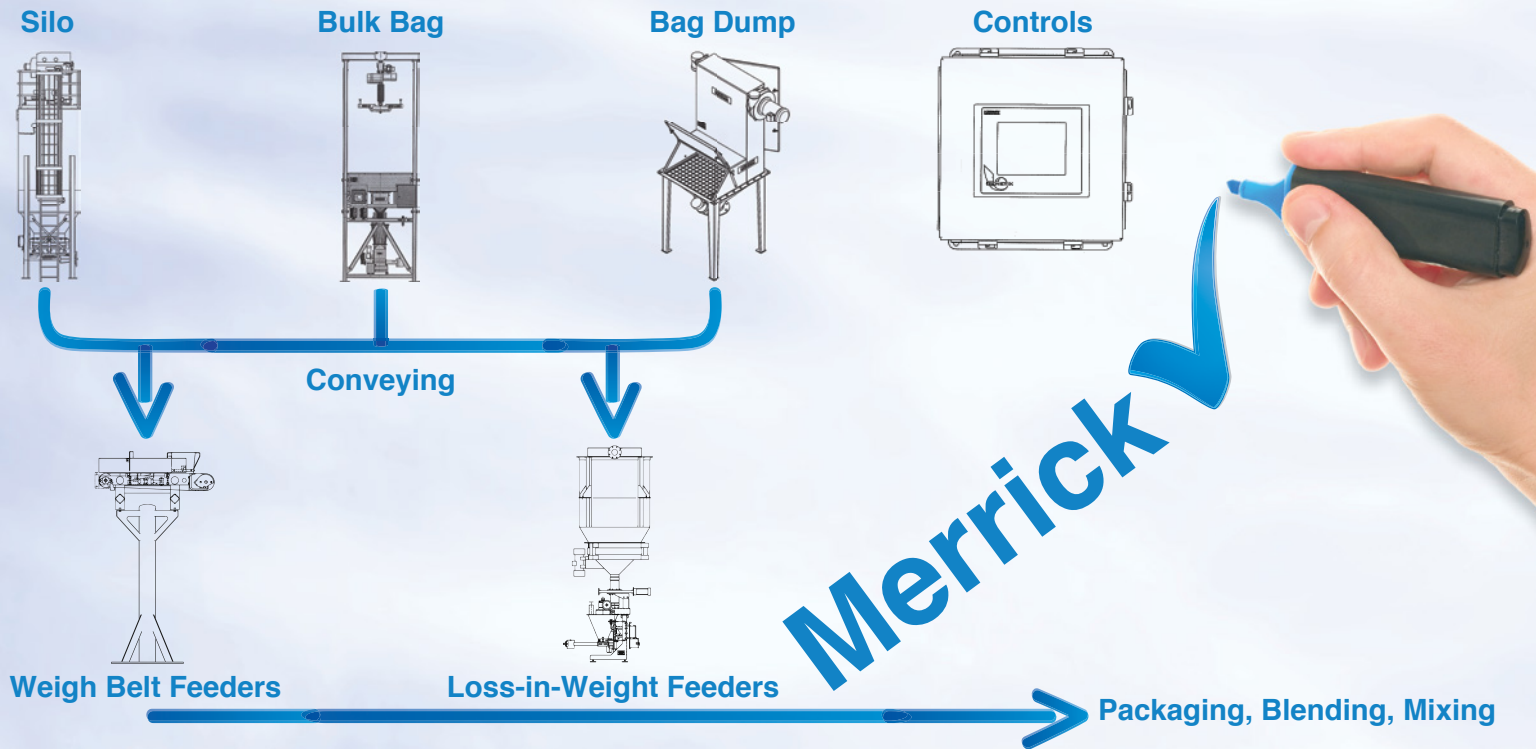 Silo
Bulk Bag
Bag Dump
Controls
Conveying
Merrick
Weigh Belt Feeders
Loss-in-Weight Feeders
Packaging, Blending, Mixing